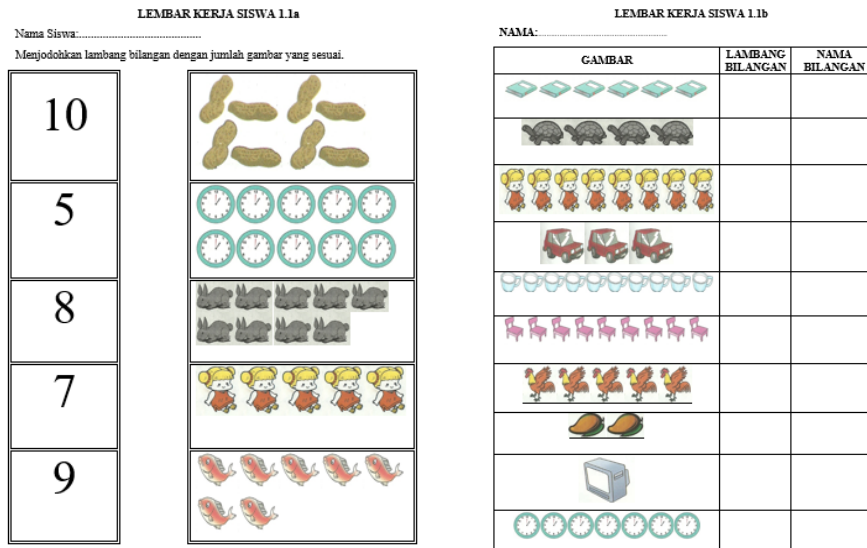 LEMBAR KERJA SISWA 1.1a
Nama Siswa:..............................................
Menjodohkan lambang bilangan dengan jumlah gambar yang sesuai.
10
5
8
7
9
LEMBAR KERJA SISWA 1.1b
NAMA:..................................................
GAMBAR
LAMBANG
BILANGAN
NAMA
BILANGAN